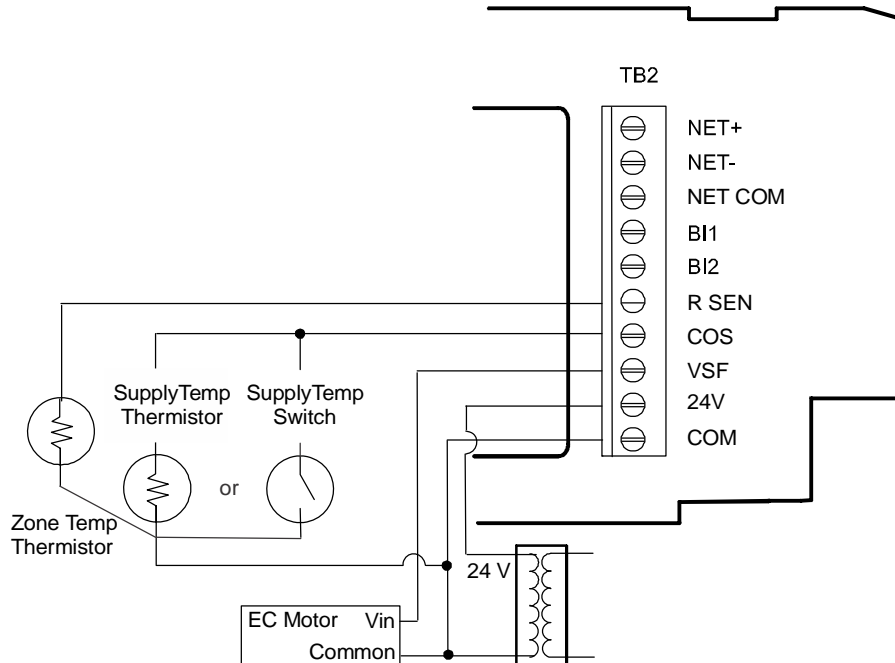 TB2
NET+
NET-
NET COM
BI1
BI2
R SEN
COS
VSF
24V
COM
SupplyTemp
Thermistor
SupplyTemp
Switch
or
Zone Temp
Thermistor
24 V
EC Motor Vin
Common